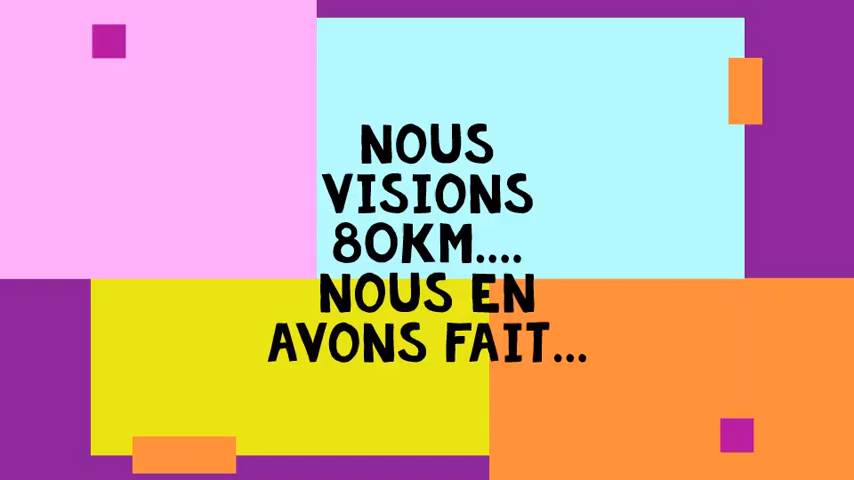 NOUS
VISIONS
80KM....
NOUS EN
AVONS FAIT...